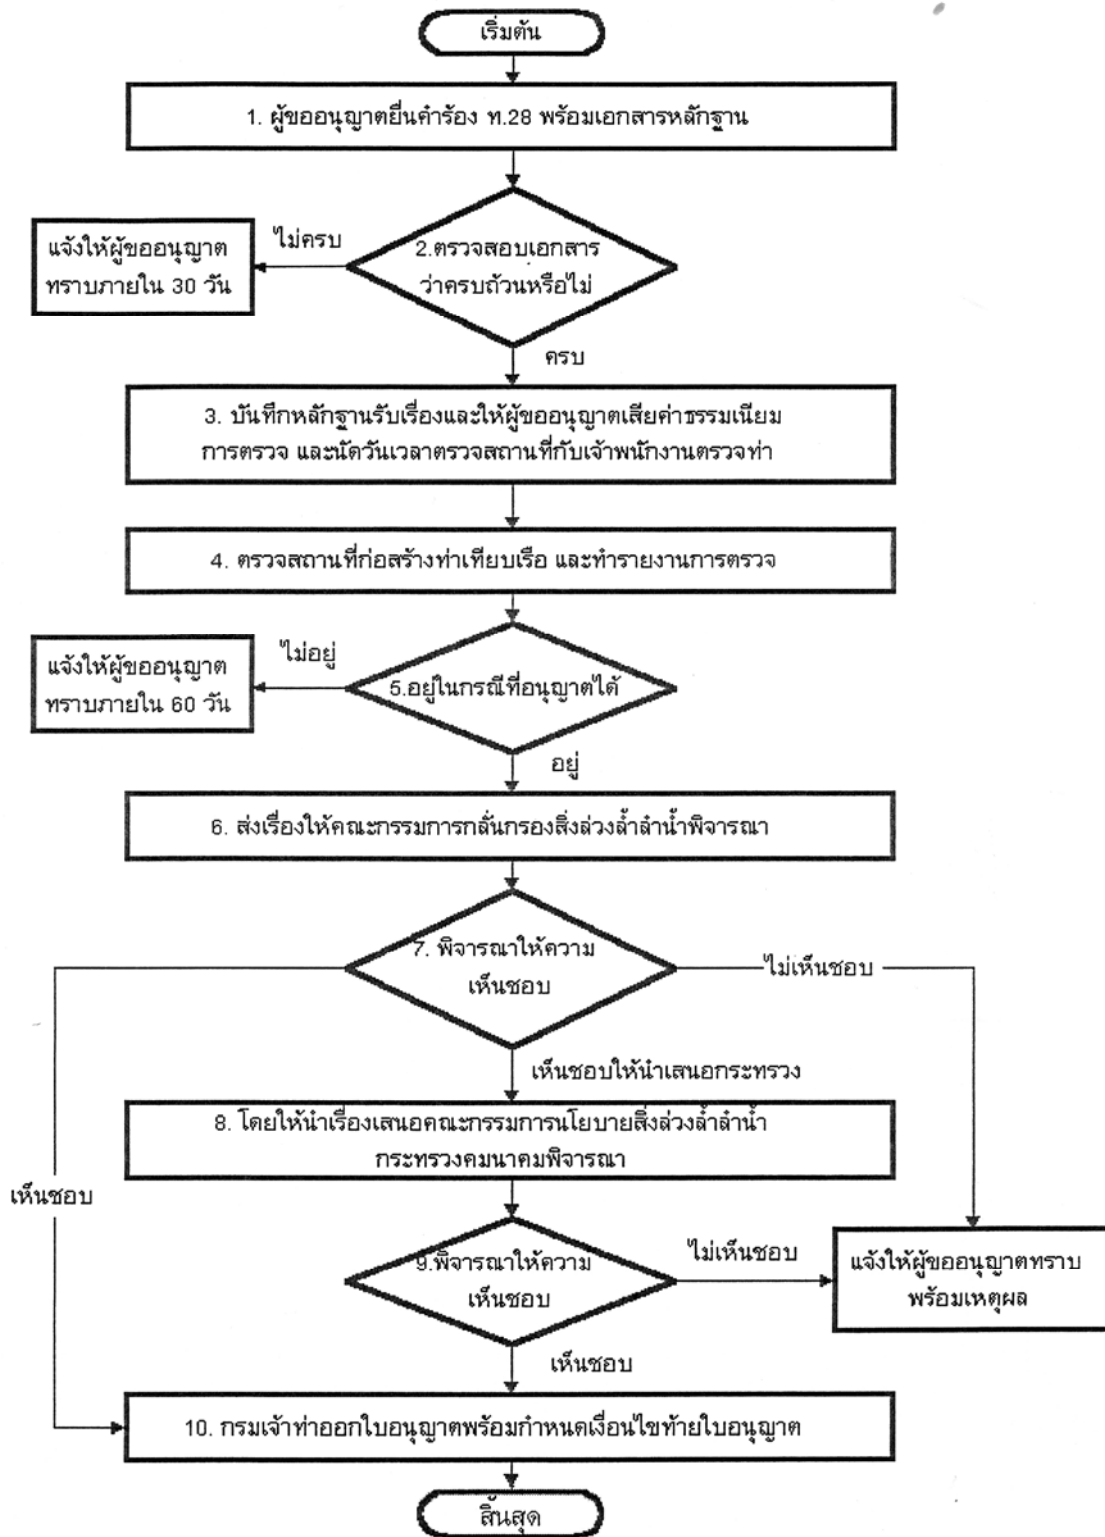 เริ่มต้น
1. ผู้ขออนุญาตยื่นคำร้อง ท.28 พร้อมเอกสารหลักฐาน
2.ตรวจสอบเอกสาร
ว่าครบถ้วนหรือไม่
ไม่ครบ
แจ้งให้ผู้ขออนุญาต
ทราบภายใน 30 วัน
ครบ
3. บันทึกหลักฐานรับเรื่องและให้ผู้ขออนุญาตเสียค่าธรรมเนียม
การตรวจ และนัดวันเวลาตรวจสถานที่กับเจ้าพนักงานตรวจท่า
4. ตรวจสถานที่ก่อสร้างท่าเทียบเรือ และทำรายงานการตรวจ
5.อยู่ในกรณีที่อนุญาตได้
ไม่อยู่
แจ้งให้ผู้ขออนุญาต
ทราบภายใน 60 วัน
อยู่
6. ส่งเรื่องให้คณะกรรมการกลั่นกรองสิ่งล่วงล้ำลำน้ำพิจารณา
7. พิจารณาให้ความ
เห็นชอบ
ไม่เห็นชอบ
เห็นชอบให้นำเสนอกระทรวง
8. โดยให้นำเรื่องเสนอคณะกรรมการนโยบายสิ่งล่วงล้ำลำน้ำ
กระทรวงคมนาคมพิจารณา
เห็นชอบ
9.พิจารณาให้ความ
เห็นชอบ
ไม่เห็นชอบ
แจ้งให้ผู้ขออนุญาตทราบ
พร้อมเหตุผล
เห็นชอบ
10. กรมเจ้าท่าออกใบอนุญาตพร้อมกำหนดเงื่อนไขท้ายใบอนุญาต
สิ้นสุด